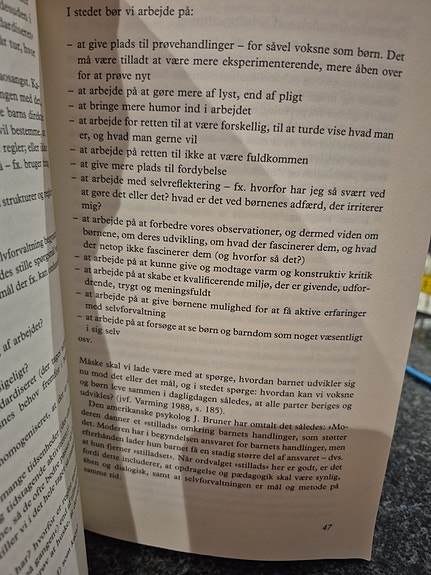 I stedet bør vi arbejde på:
– at give plads til prøvehandlinger – for såvel voksne som børn. Det
må være tilladt at være mere eksperimenterende, mere åben over
for at prøve nyt
– at arbejde på at gøre mere af lyst, end af pligt
– at bringe mere humor ind i arbejdet
– at arbejde for retten til at være forskellig, til at turde vise hvad man
er, og hvad man gerne vil
– at arbejde på retten til ikke at være fuldkommen
– at give mere plads til fordybelse
– at arbejde med selvreflektering – fx. hvorfor har jeg så svært ved
at gøre det eller det? hvad er det ved børnenes adfærd, der irriterer
mig?
– at arbejde på at forbedre vores observationer, og dermed viden om
børnene, om deres udvikling, om hvad der fascinerer dem, og hvad
der netop ikke fascinerer dem (og hvorfor så det?)
– at arbejde på at kunne give og modtage varm og konstruktiv kritik
– at arbejde på at skabe et kvalificerende miljø, der er givende, udfor-
drende, trygt og meningsfuldt
– at arbejde på at give børnene mulighed for at få aktive erfaringer
med selvforvaltning
– at arbejde på at forsøge at se børn og barndom som noget væsentligt
i sig selv
osv.
Måske skal vi lade være med at spørge, hvordan barnet udvikler sig
nu mod det eller det mål, og i stedet spørge: hvordan kan vi voksne
og børn leve sammen i dagligdagen således, at alle parter beriges og
udvikles? (jvf. Varming 1988, s. 185).
Den amerikanske psykolog J. Bruner har omtalt det således: »Mo-
deren danner et »stillads« omkring barnets handlinger, som støtter
det. Moderen har i begyndelsen ansvaret for barnets handlinger, men
efterhånden lader hun barnet få en stadig større del af ansvaret – dvs.
at hun fjerner »stilladset«. Når ordvalget »stillads« her er godt, er det
fordi dette includerer, at opdragelse og pædagogik skal være synlig,
åben og dialogisk, samt at selvforvaltningen er mål og metode på
samme tid.
47